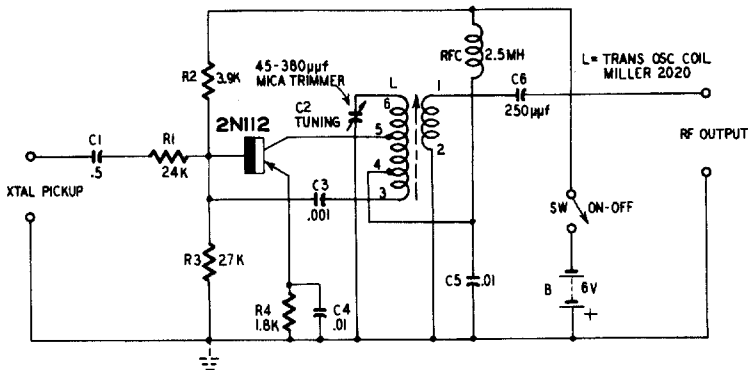 RFC
2.5MH
L= TRANS OSC COIL
MILLER 2020
R2
3.9K
45-380µµf
MICA TRIMMER
L
6
1
C6
250µµf
C2
TUNING
2N112
5
C1
.5
R1
24K
4
2
RF OUTPUT
XTAL PICKUP
C3
.001
3
SW
ON-OFF
R3
27K
C5
.01
B
6V
+
R4
1.8K
C4
.01